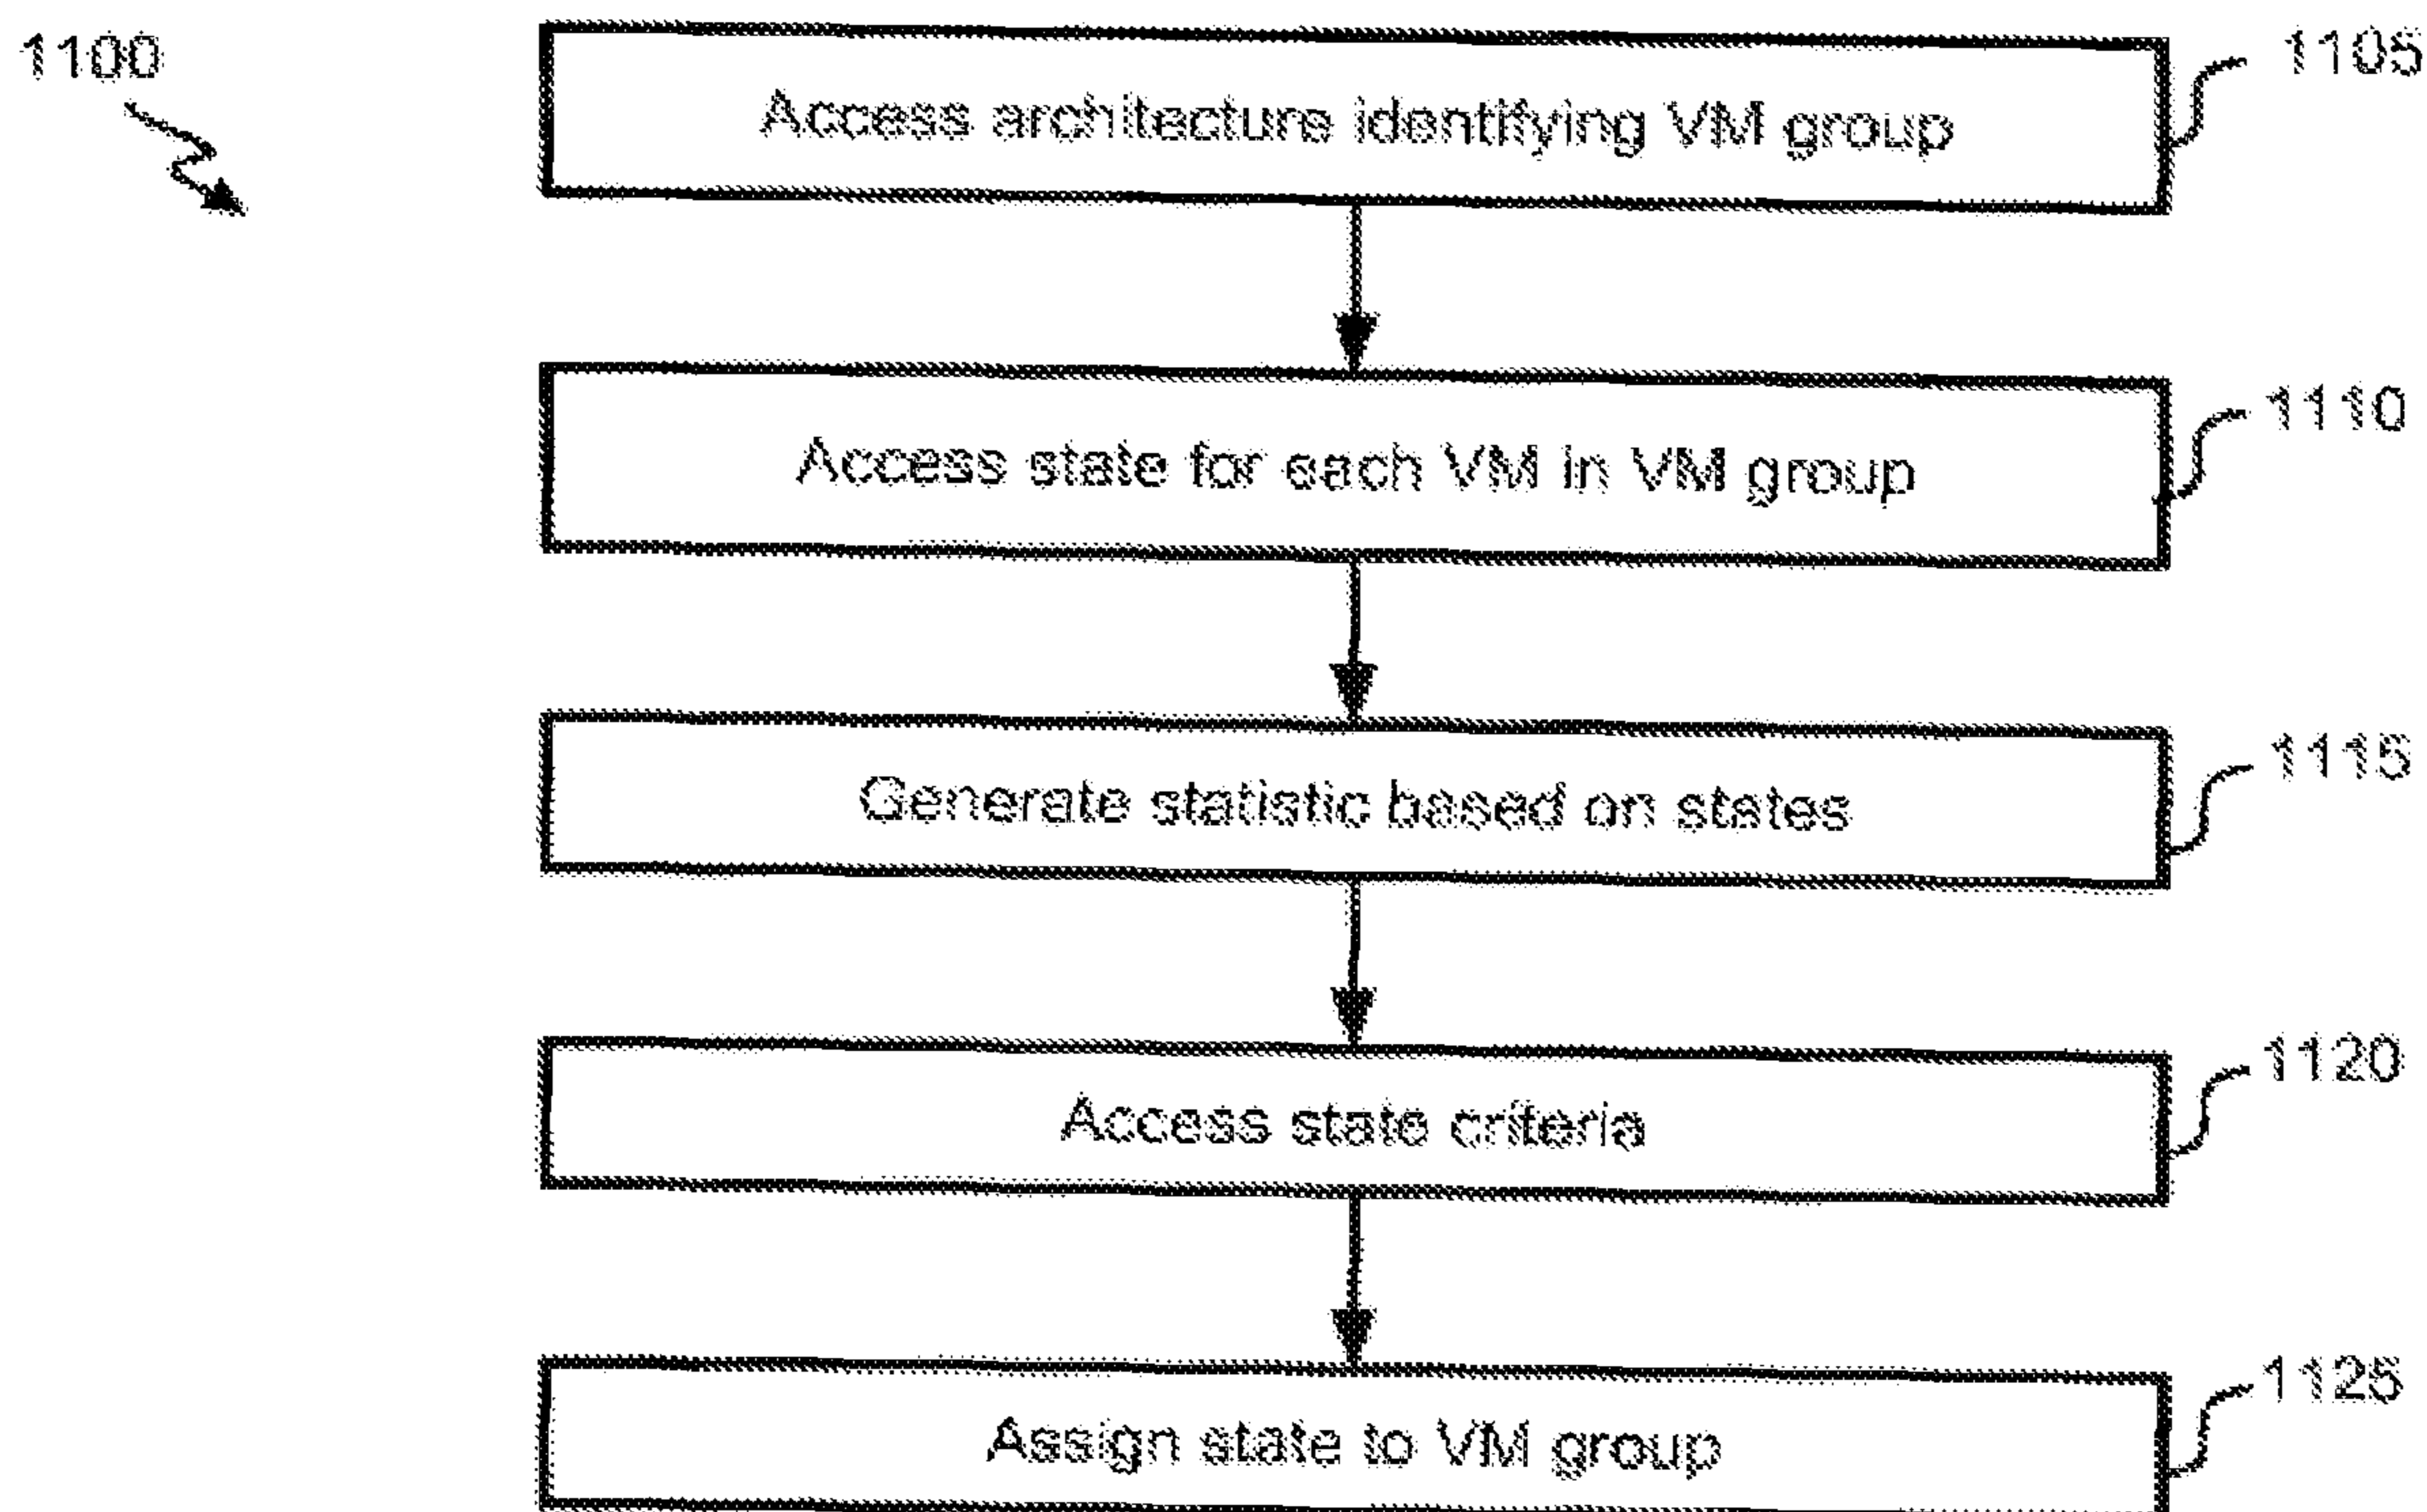 1100
Access architecture identifying VM group
1105
Access state for each VM in VM group
1110
Generate statistic based on states
1115
Access state criteria
1120
Assign state to VM group
1125